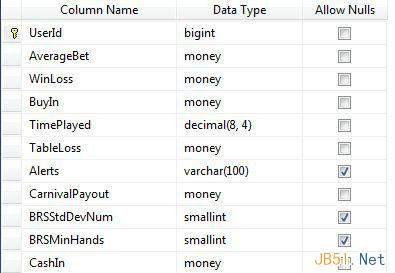 Column Name Data Type Allow Nulls
UserId bigint
AverageBet money
WinLoss money
BuyIn money
TimePlayed decimal(8, 4)
TableLoss money
Alerts varchar(100)
CarnivalPayout money
BRSStdDevNum smallint
BRSMinHands smallint
CashIn money
JB51.Net